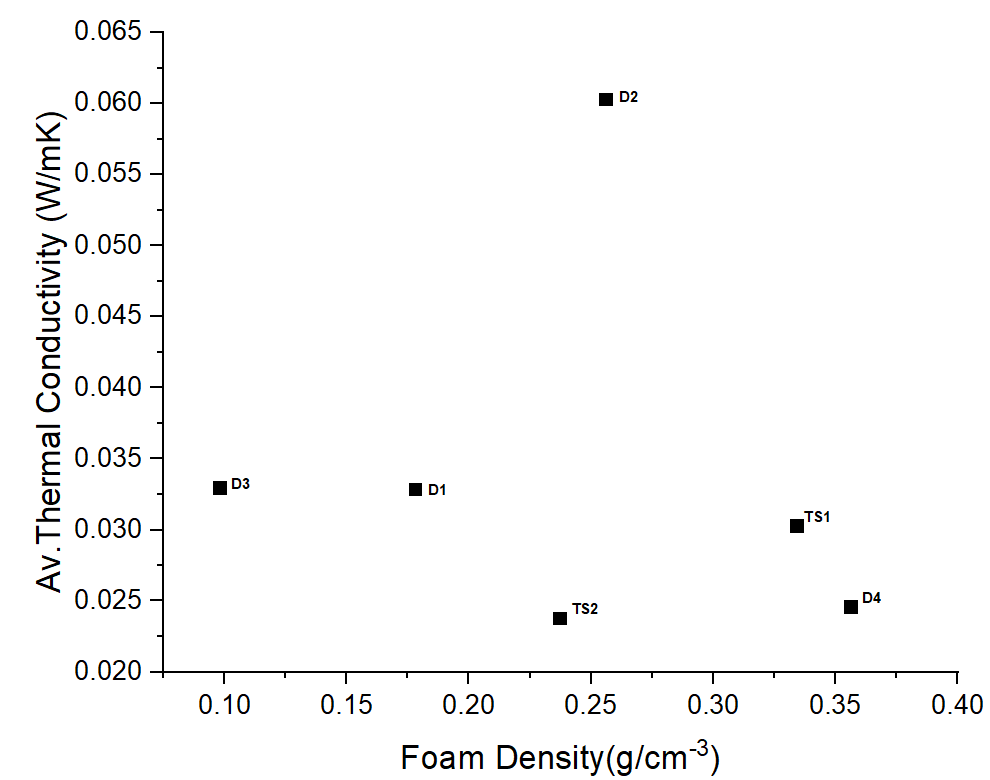 0.065
0.060
0.055
0.050
0.045
0.040
0.035
0.030
0.025
0.020
Av.Thermal Conductivity (W/mK)
D2
D3
D1
TS1
TS2
D4
0.10 0.15 0.20 0.25 0.30 0.35 0.40
Foam Density(g/cm⁻³)